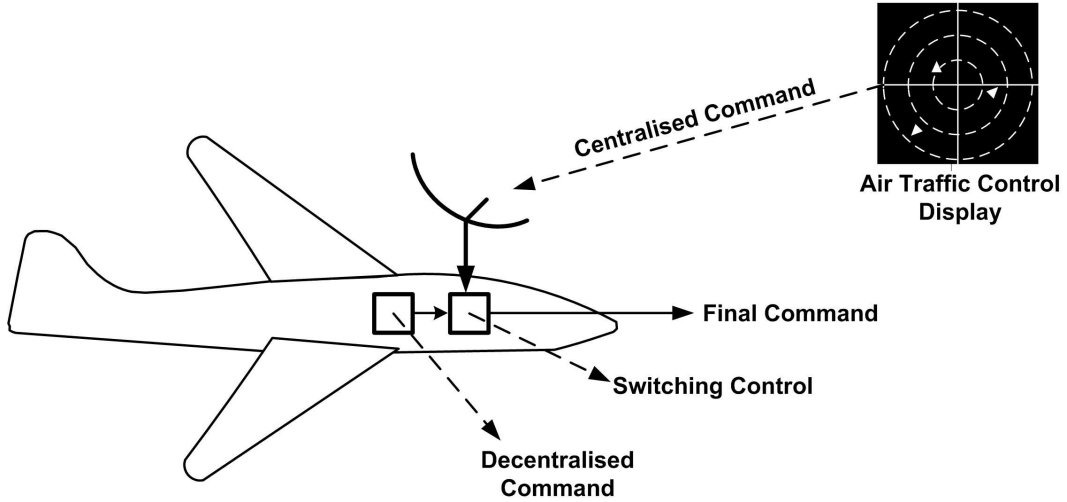 Centralised Command
Air Traffic Control
Display
Final Command
Switching Control
Decentralised
Command